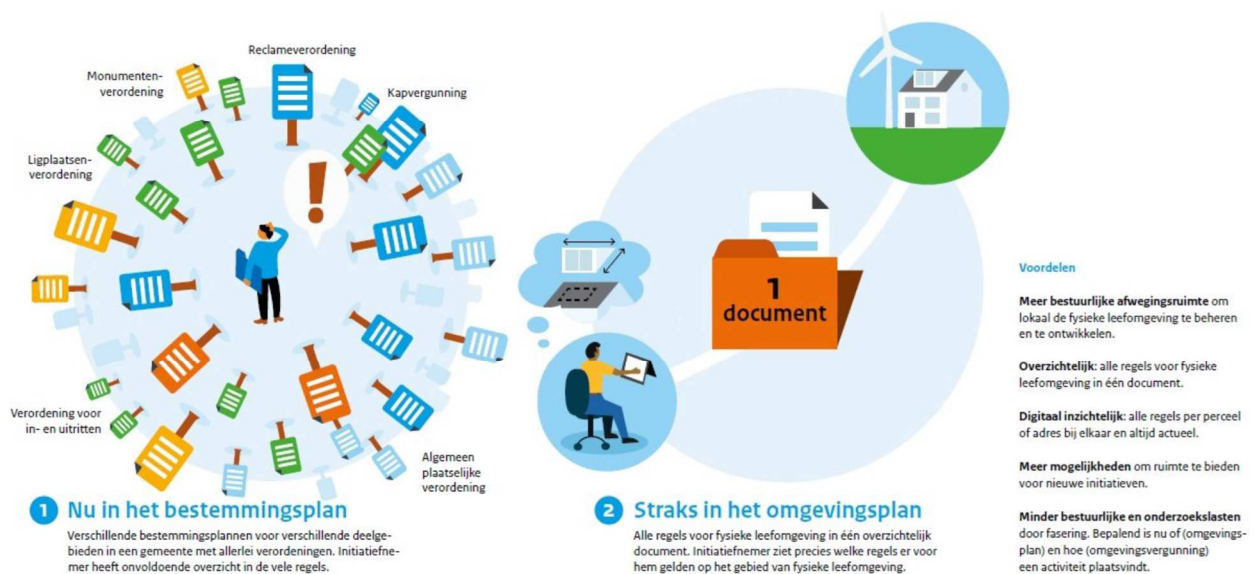 Reclameverordening
Monumenten-
verordening
Kapvergunning
Ligplaatsen-
verordening
Verordening voor
in- en uitritten
Algemeen
plaatselijke
verordening
1 Nu in het bestemmingsplan
Verschillende bestemmingsplannen voor verschillende deelge-
bieden in een gemeente met allerlei verordeningen. Initiatiefne-
mer heeft onvoldoende overzicht in de vele regels.
1
document
2 Straks in het omgevingsplan
Alle regels voor fysieke leefomgeving in één overzichtelijk
document. Initiatiefnemer ziet precies welke regels er voor
hem gelden op het gebied van fysieke leefomgeving.
Voordelen
Meer bestuurlijke afwegingsruimte om
lokaal de fysieke leefomgeving te beheren
en te ontwikkelen.
Overzichtelijk: alle regels voor fysieke
leefomgeving in één document.
Digitaal inzichtelijk: alle regels per perceel
of adres bij elkaar en altijd actueel.
Meer mogelijkheden om ruimte te bieden
voor nieuwe initiatieven.
Minder bestuurlijke en onderzoekslasten
door fasering. Bepalend is nu of (omgevings-
plan) en hoe (omgevingsvergunning)
een activiteit plaatsvindt.